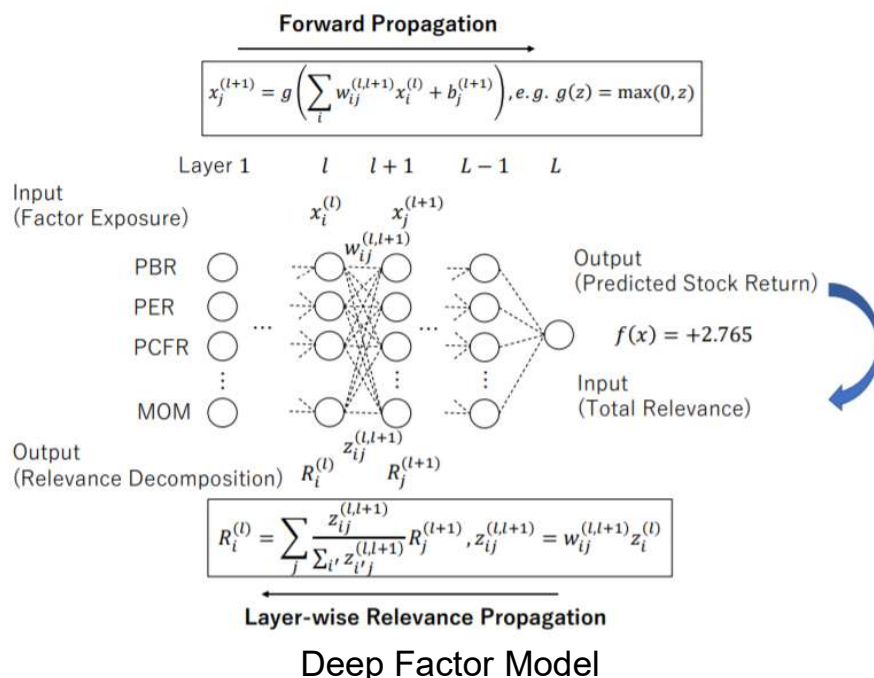 Forward Propagation
x_j^{(l+1)} = g(∑_i w_{ij}^{(l,l+1)} x_i^{(l)} + b_j^{(l+1)}), e.g. g(z) = max(0, z)
Layer 1 l l + 1 L − 1 L
Input
(Factor Exposure)
x_i^{(l)} x_j^{(l+1)}
w_{ij}^{(l,l+1)}
PBR
PER
PCFR
⋮
MOM
... ...
Output
(Predicted Stock Return)
f(x) = +2.765
Input
(Total Relevance)
Output
(Relevance Decomposition)
z_{ij}^{(l,l+1)}
R_i^{(l)} R_j^{(l+1)}
R_i^{(l)} = ∑_j \frac{z_{ij}^{(l,l+1)}}{∑_{i'} z_{i'j}^{(l,l+1)}} R_j^{(l+1)}, z_{ij}^{(l,l+1)} = w_{ij}^{(l,l+1)} z_i^{(l)}
Layer-wise Relevance Propagation
Deep Factor Model